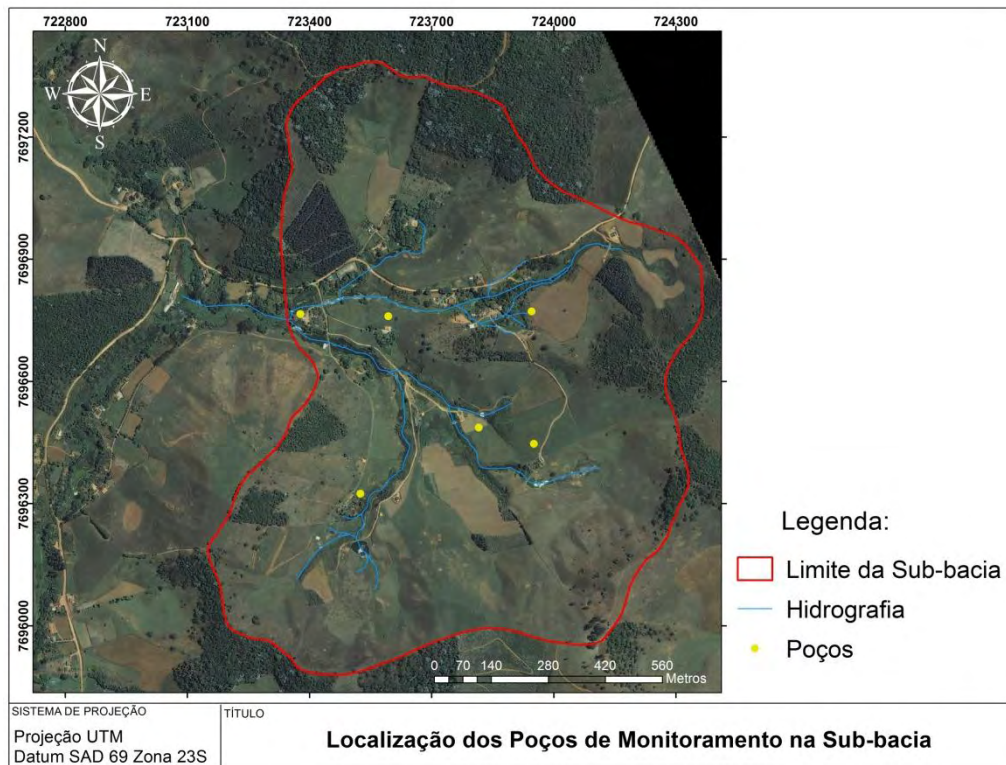 722800 723100 723400 723700 724000 724300
N
W E
S
7697200
7696900
7696600
7696300
7696000
Legenda:
Limite da Sub-bacia
Hidrografia
Poços
0 70 140 280 420 560
Metros
SISTEMA DE PROJEÇÃO
Projeção UTM
Datum SAD 69 Zona 23S
TÍTULO
Localização dos Poços de Monitoramento na Sub-bacia